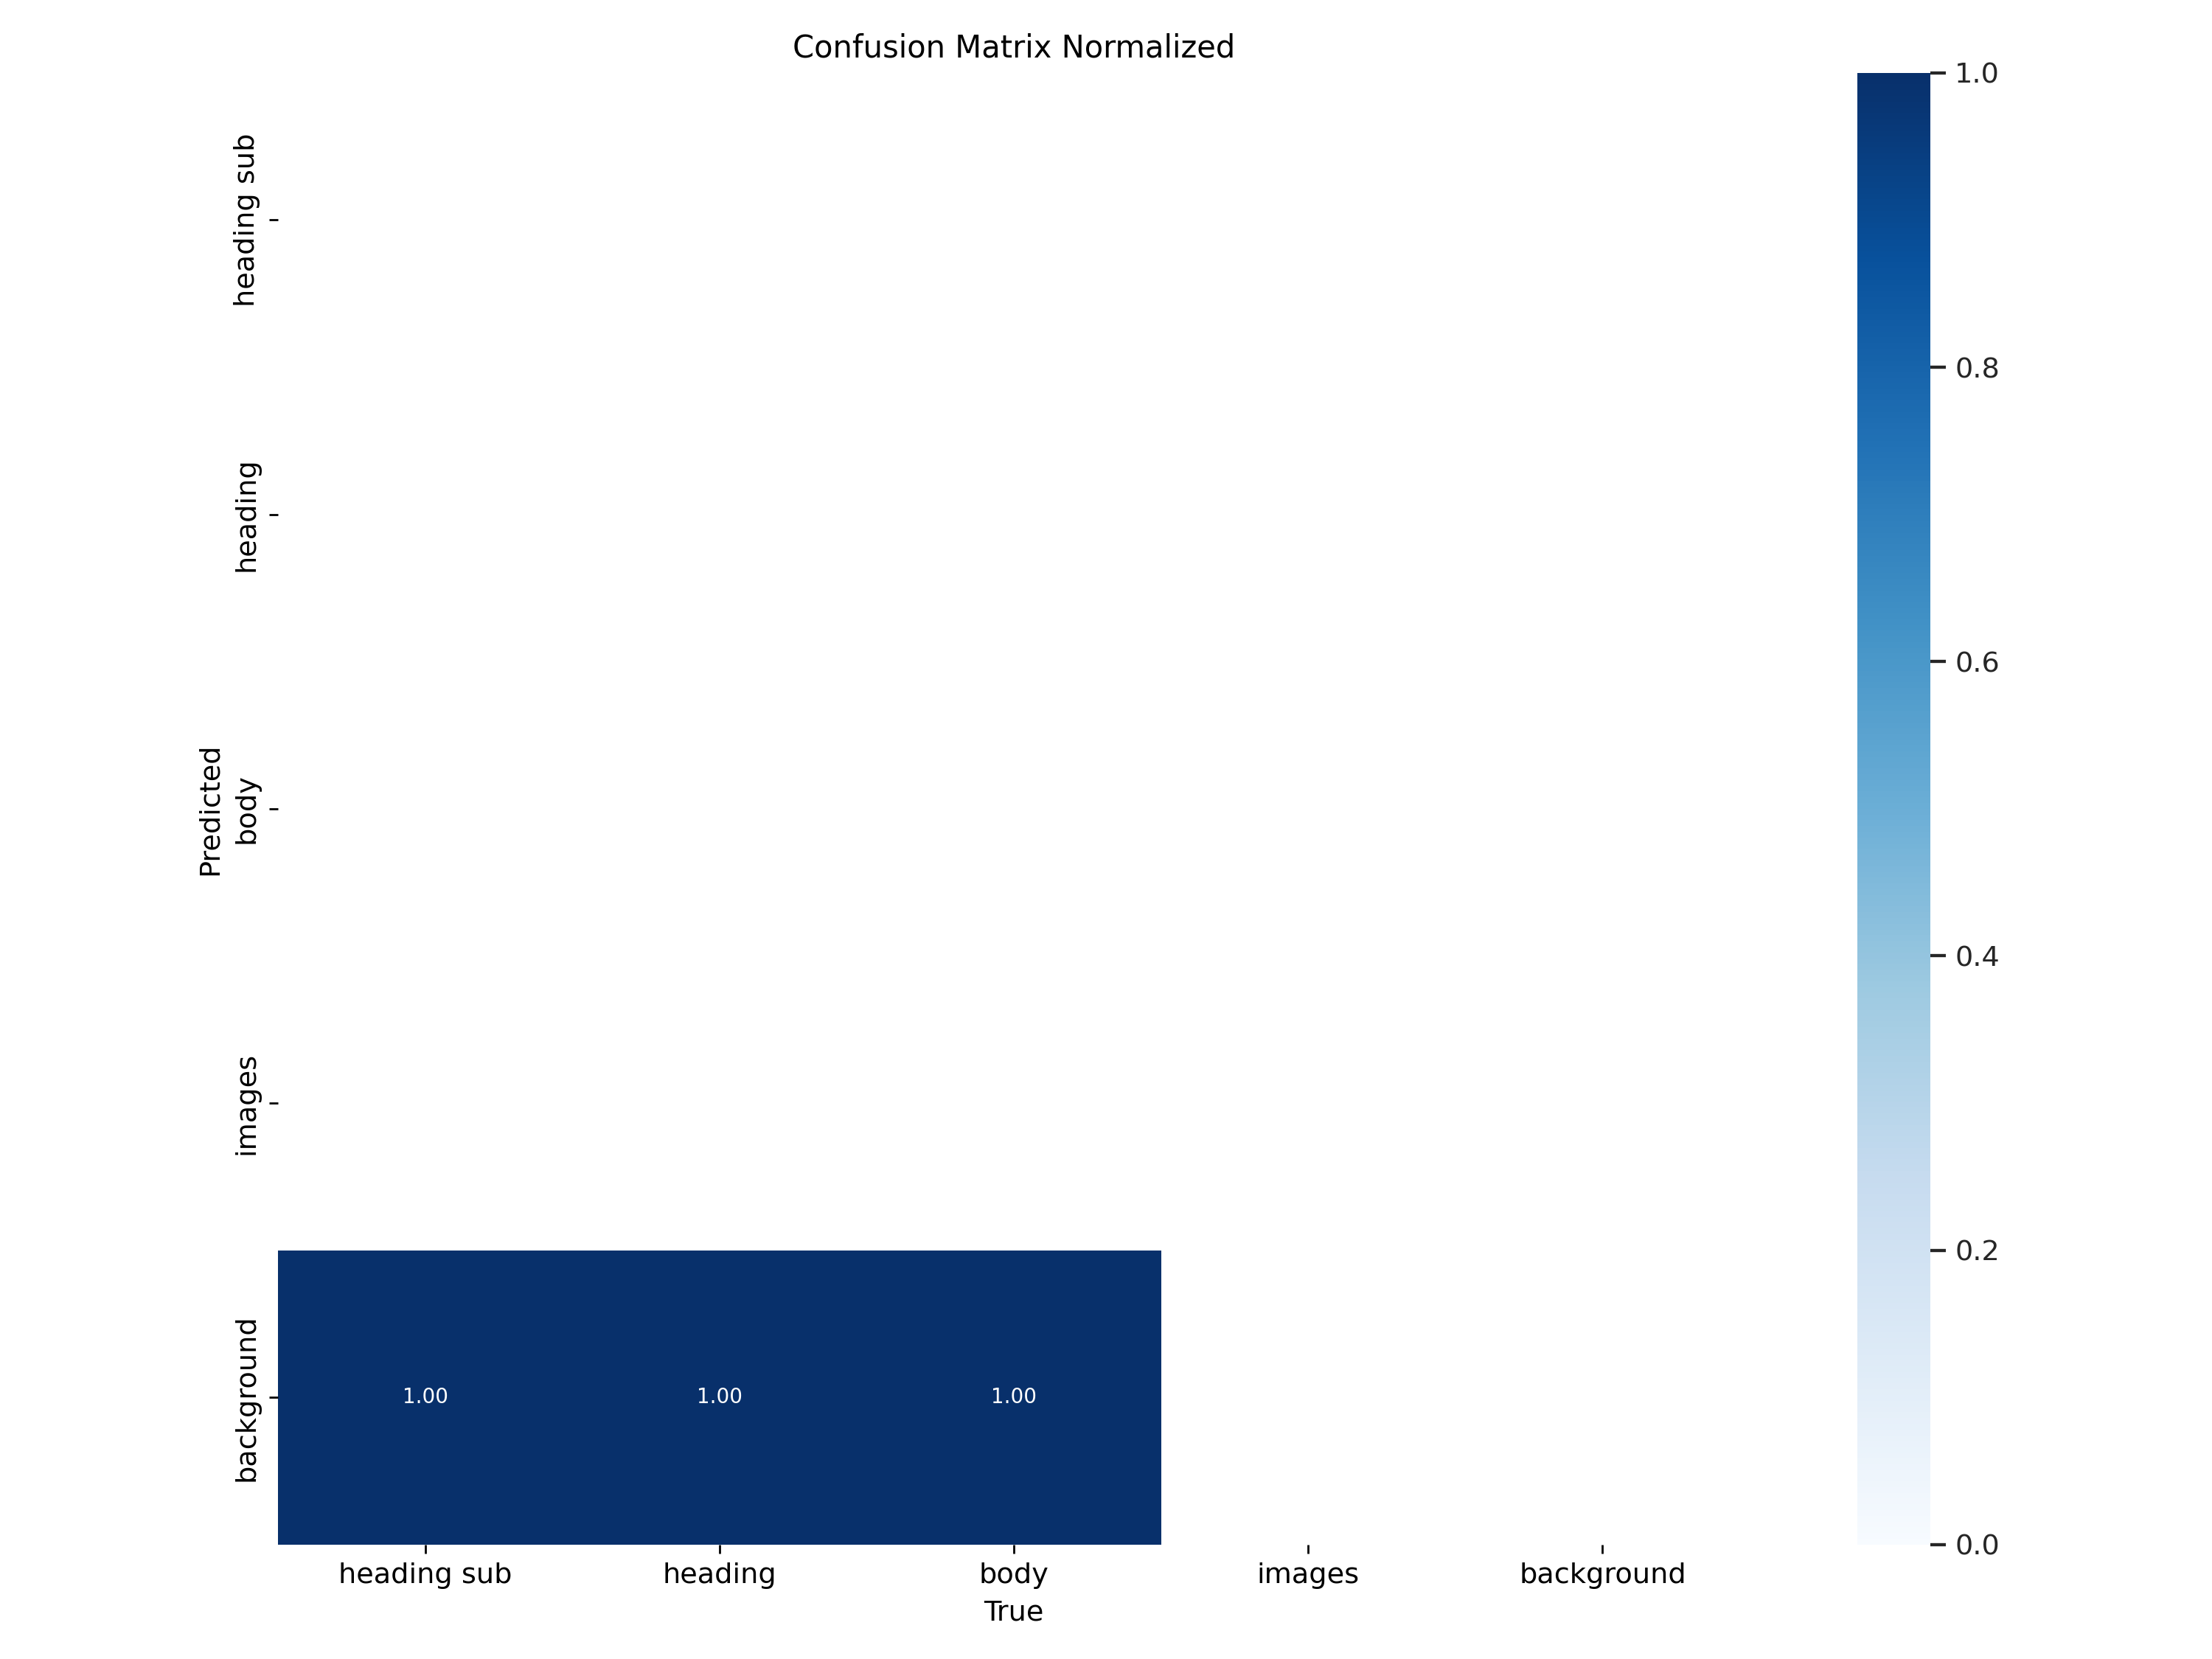 Confusion Matrix Normalized
1.0
0.8
0.6
0.4
0.2
0.0
Predicted
heading sub
heading
body
images
background
1.00 1.00 1.00
heading sub heading body images background
True